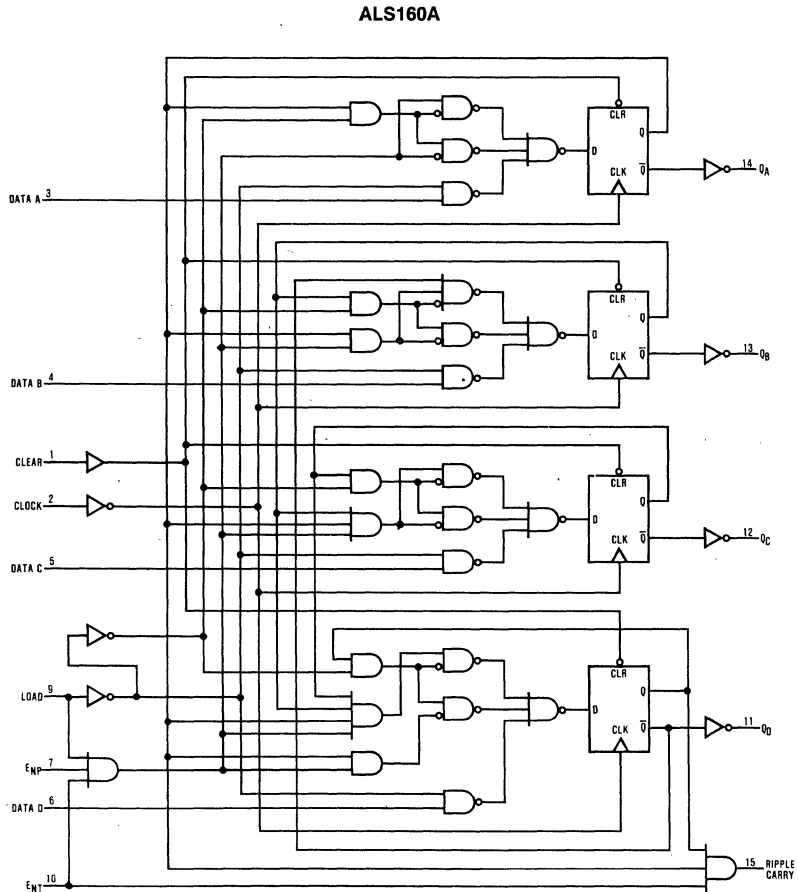 ALS160A
CLR
D
Q
CLK
Q̅
14 QA
DATA A 3
CLR
D
Q
CLK
Q̅
13 QB
DATA B 4
CLEAR 1
CLR
Q
CLOCK 2
D
CLK
Q̅
12 QC
DATA C 5
CLR
Q
LOAD 9
D
CLK
Q̅
11 QD
ENP 7
DATA D 6
15 RIPPLE
CARRY
ENT 10